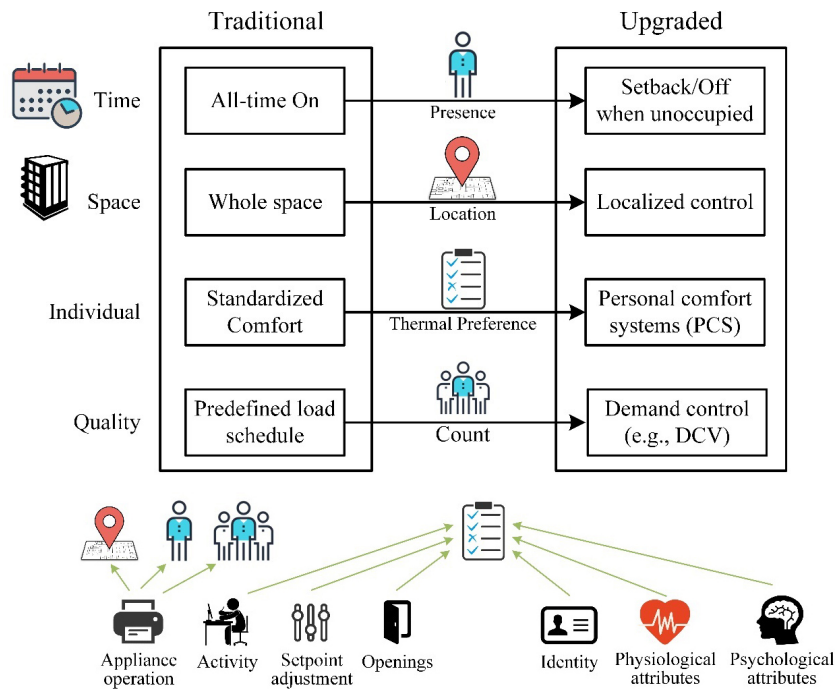 Traditional
Upgraded
Time
All-time On
Presence
Setback/Off
when unoccupied
Space
Whole space
Location
Localized control
Individual
Standardized
Comfort
Thermal Preference
Personal comfort
systems (PCS)
Quality
Predefined load
schedule
Count
Demand control
(e.g., DCV)
Appliance
operation
Activity
Setpoint
adjustment
Openings
Identity
Physiological
attributes
Psychological
attributes